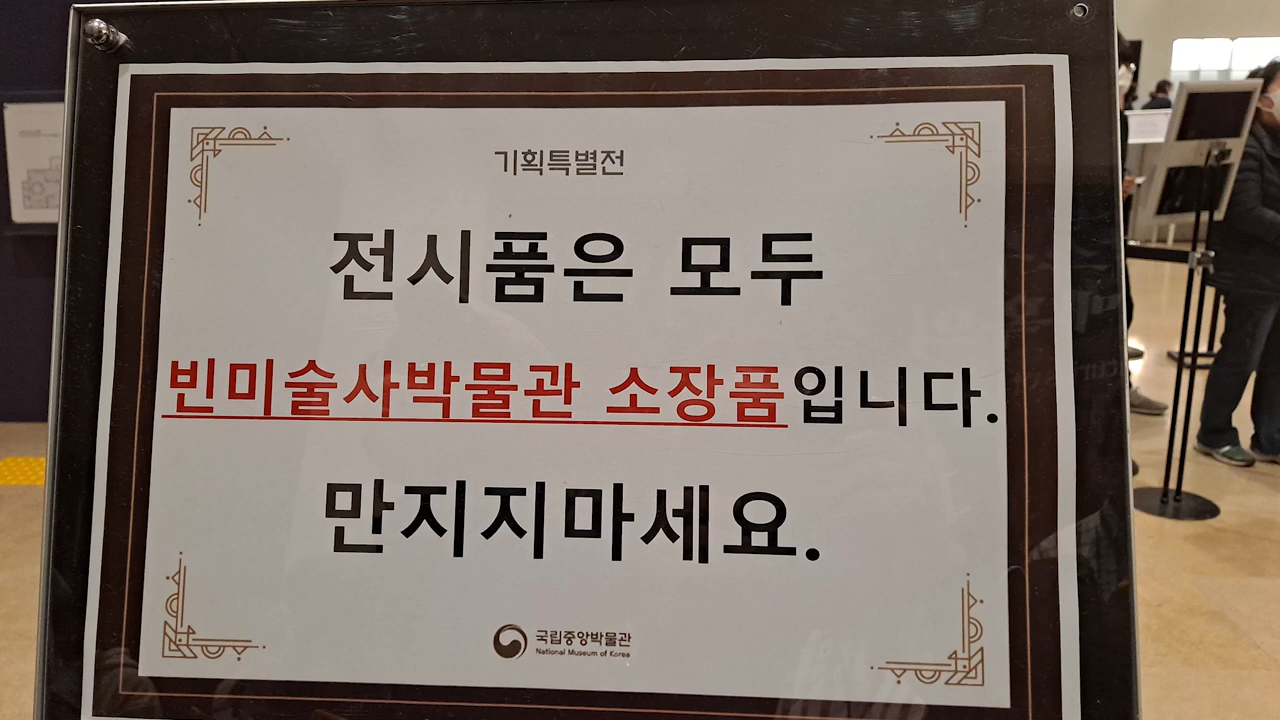 기획특별전
전시품은 모두
빈미술사박물관 소장품입니다.
만지지마세요.
국립중앙박물관
National Museum of Korea